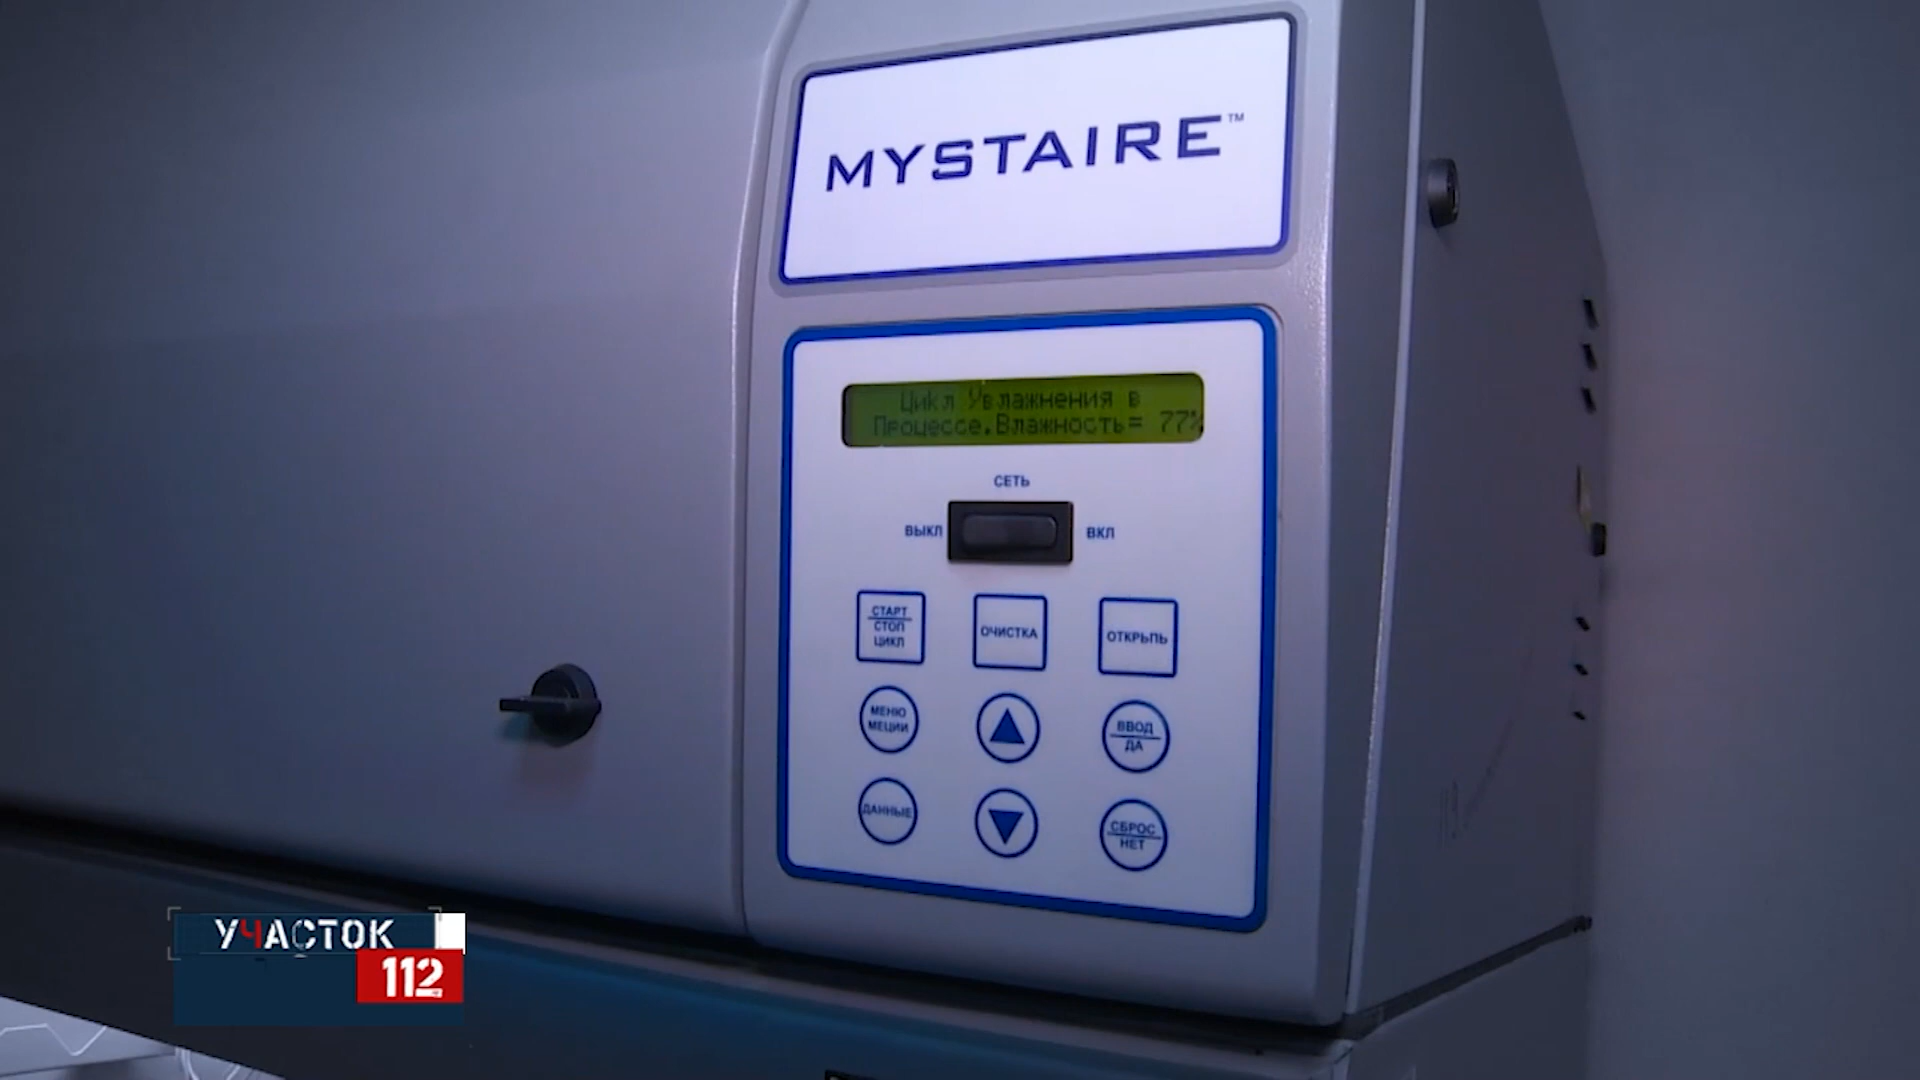 MYSTAIRE™
Цикл Увлажнения в
Процессе.Влажность= 77%
СЕТЬ
ВЫКЛ
ВКЛ
СТАРТ
СТОП
ЦИКЛ
ОЧИСТКА
ОТКРЬПЬ
МЕНЮ
МЕЦИИ
ВВОД
ДА
ДАННЫЕ
СБРОС
НЕТ
УЧАСТОК
112